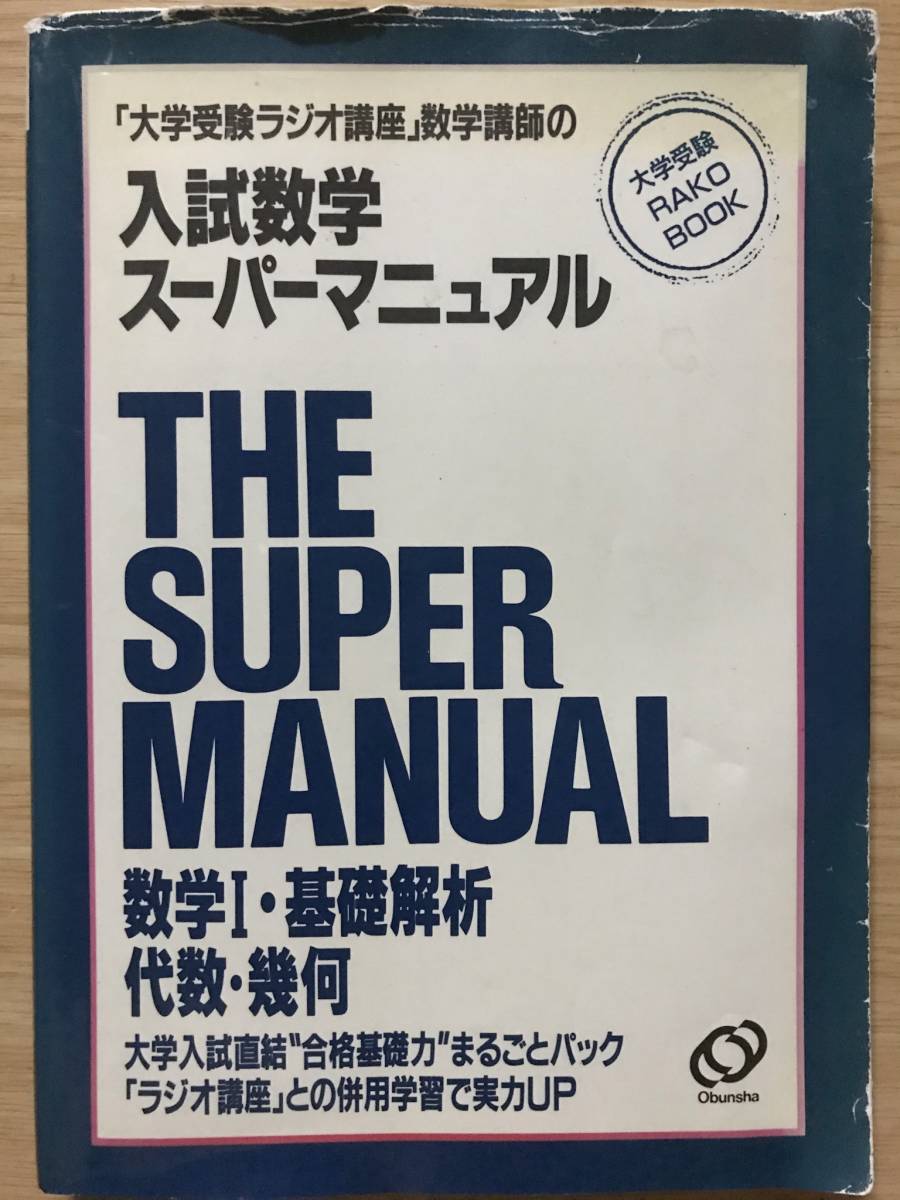 「大学受験ラジオ講座」数学講師の
入試数学
スーパーマニュアル
大学受験
RAKO
BOOK
THE
SUPER
MANUAL
数学I・基礎解析
代数・幾何
大学入試直結“合格基礎力”まるごとパック
「ラジオ講座」との併用学習で実力UP
Obunsha